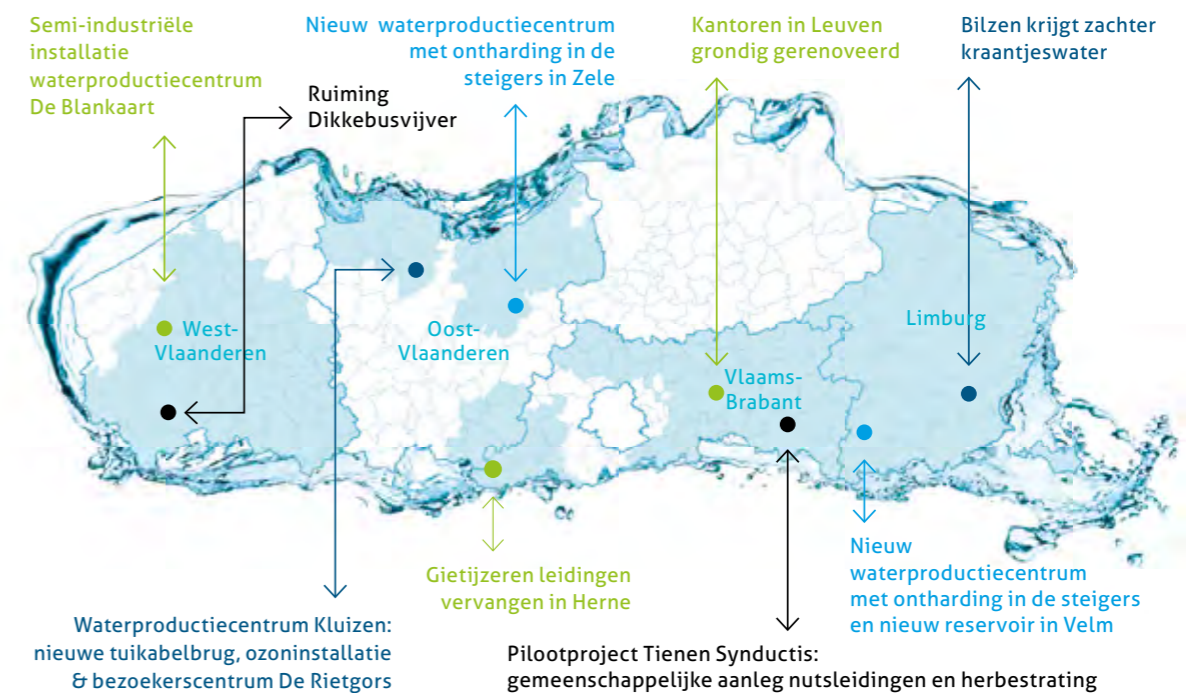 Semi-industriële
installatie
waterproductiecentrum
De Blankaart
Ruiming
Dikkebusvijver
Nieuw waterproductiecentrum
met ontharding in de
steigers in Zele
Kantoren in Leuven
grondig gerenoveerd
Bilzen krijgt zachter
kraantjeswater
West-
Vlaanderen
Oost-
Vlaanderen
Vlaams-
Brabant
Limburg
Gietijzeren leidingen
vervangen in Herne
Nieuw
waterproductiecentrum
met ontharding in de steigers
en nieuw reservoir in Velm
Waterproductiecentrum Kluizen:
nieuwe tuikabelbrug, ozoninstallatie
& bezoekerscentrum De Rietgors
Pilootproject Tienen Synductis:
gemeenschappelijke aanleg nutsleidingen en herbestrating